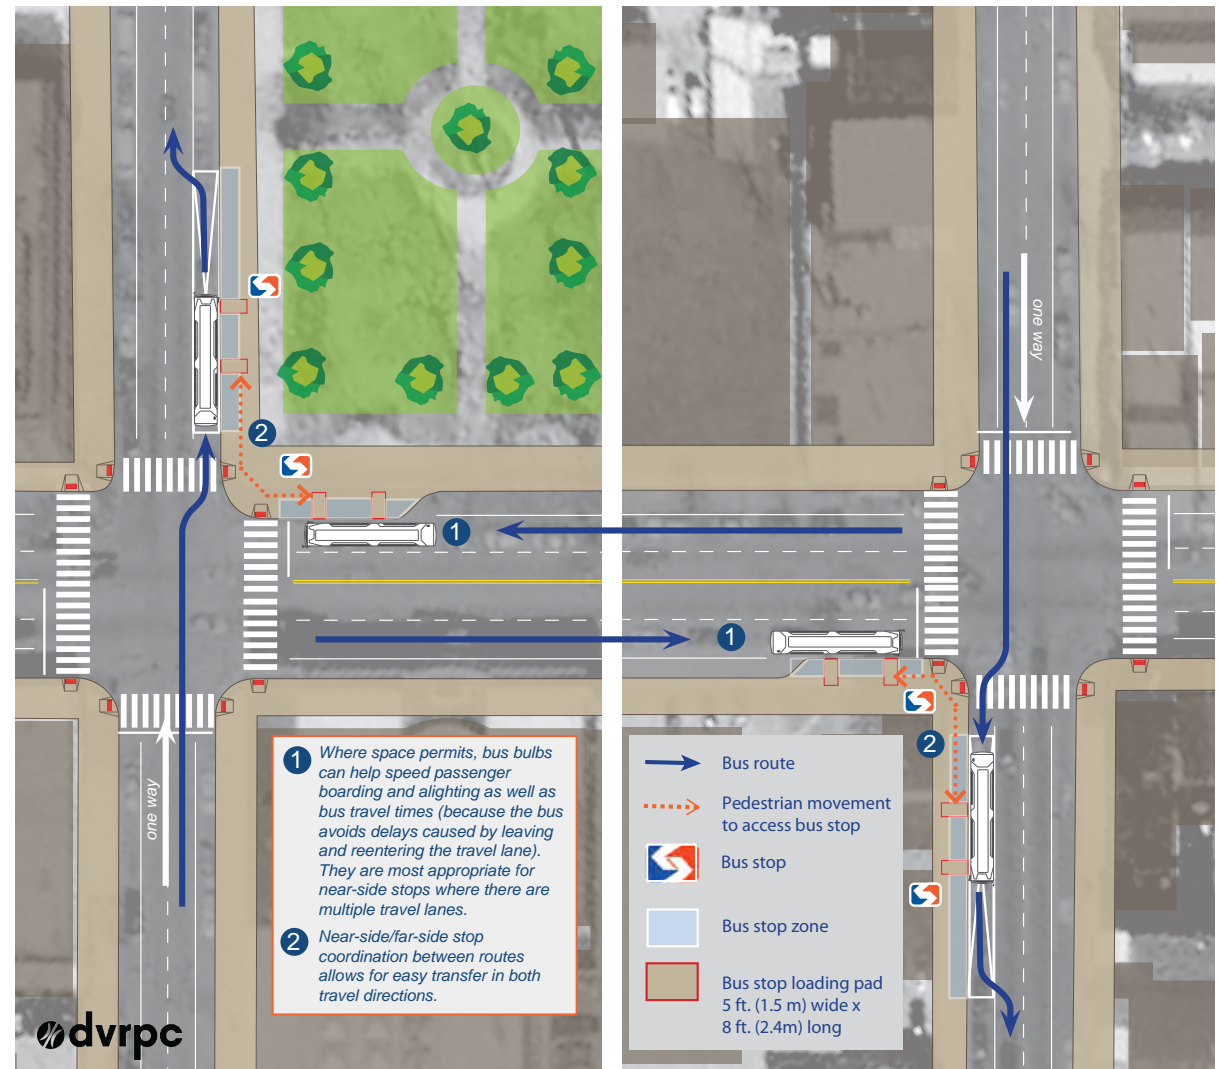 one way
2
1
1
2
one way
1 Where space permits, bus bulbs
can help speed passenger
boarding and alighting as well as
bus travel times (because the bus
avoids delays caused by leaving
and reentering the travel lane).
They are most appropriate for
near-side stops where there are
multiple travel lanes.
2 Near-side/far-side stop
coordination between routes
allows for easy transfer in both
travel directions.
Bus route
Pedestrian movement
to access bus stop
Bus stop
Bus stop zone
Bus stop loading pad
5 ft. (1.5 m) wide x
8 ft. (2.4m) long
dvrpc